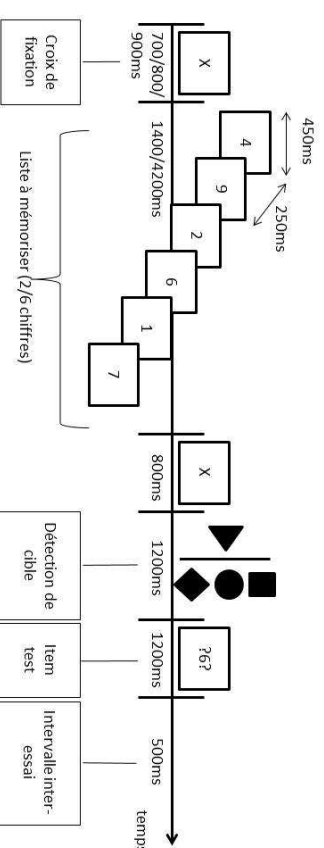 450ms
250ms
X
4
9
2
6
1
7
X
?6?
700/800/
900ms
1400/4200ms
800ms
1200ms
1200ms
500ms
temps
Croix de
fixation
Liste à mémoriser (2/6 chiffres)
Détection de
cible
Item
test
Intervalle inter-
essai